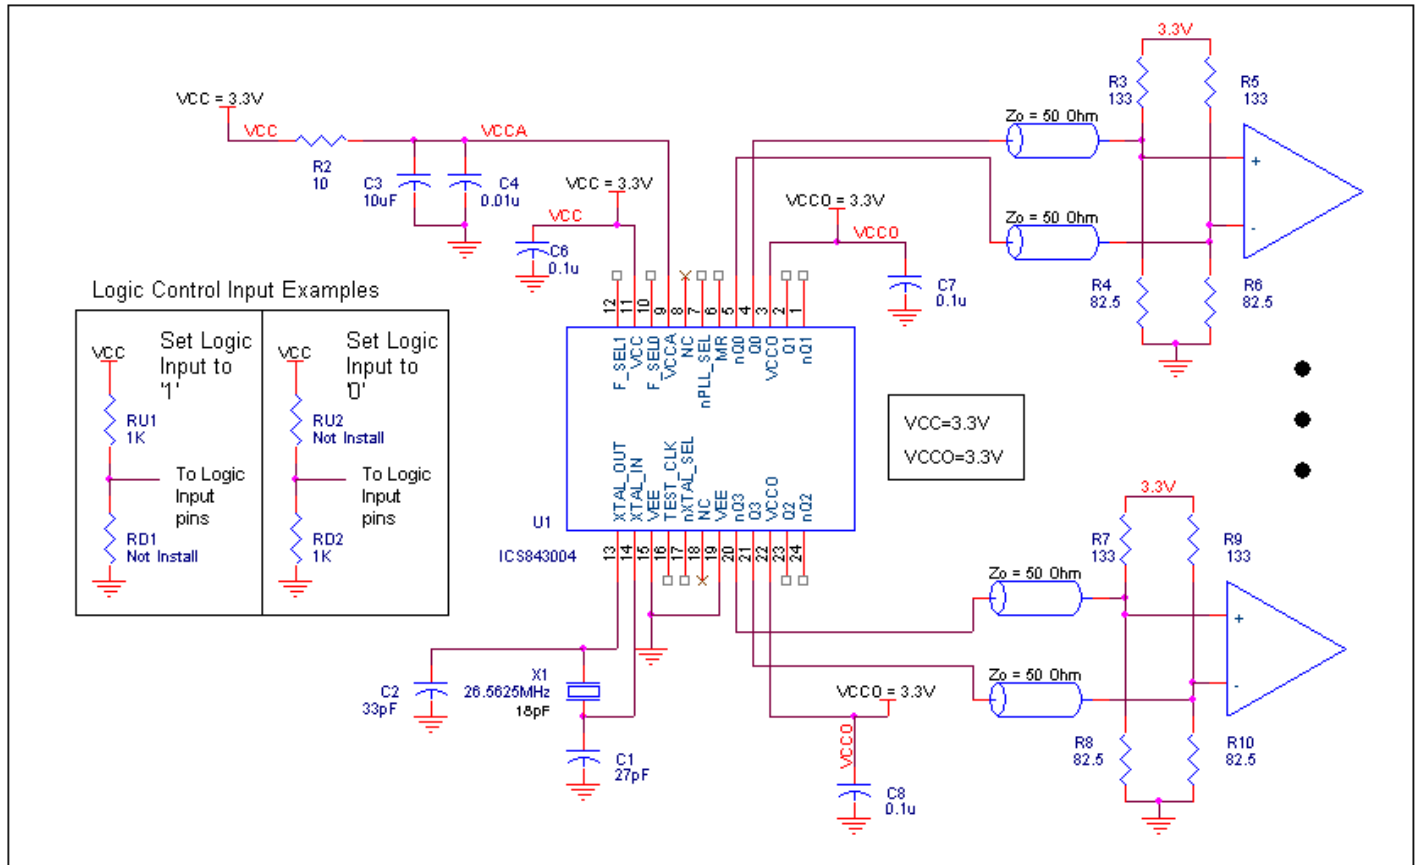 3.3V
R3
133
R5
133
VCC = 3.3V
VCC
VCCA
R2
10
C3
10uF
C4
0.01u
Zo = 50 Ohm
+
-
Zo = 50 Ohm
VCC = 3.3V
VCC
C6
0.1u
VCCO = 3.3V
VCCO
C7
0.1u
R4
82.5
R6
82.5
Logic Control Input Examples
VCC
Set Logic
Input to
'1'
RU1
1K
To Logic
Input
pins
RD1
Not Install
VCC
Set Logic
Input to
'0'
RU2
Not Install
To Logic
Input
pins
RD2
1K
12
11
10
9
8
7
6
5
4
3
2
1
F_SEL1
VCC
F_SEL0
VCCA
NC
nPLL_SEL
MR
nQ0
Q0
VCCO
Q1
nQ1
XTAL_OUT
XTAL_IN
VEE
TEST_CLK
nXTAL_SEL
NC
VEE
nQ3
Q3
VCCO
Q2
nQ2
U1
ICS843004
13
14
15
16
17
18
19
20
21
22
23
24
VCC=3.3V
VCCO=3.3V
3.3V
R7
133
R9
133
Zo = 50 Ohm
+
-
Zo = 50 Ohm
R8
82.5
R10
82.5
C2
33pF
X1
26.5625MHz
18pF
C1
27pF
VCCO = 3.3V
VCCO
C8
0.1u